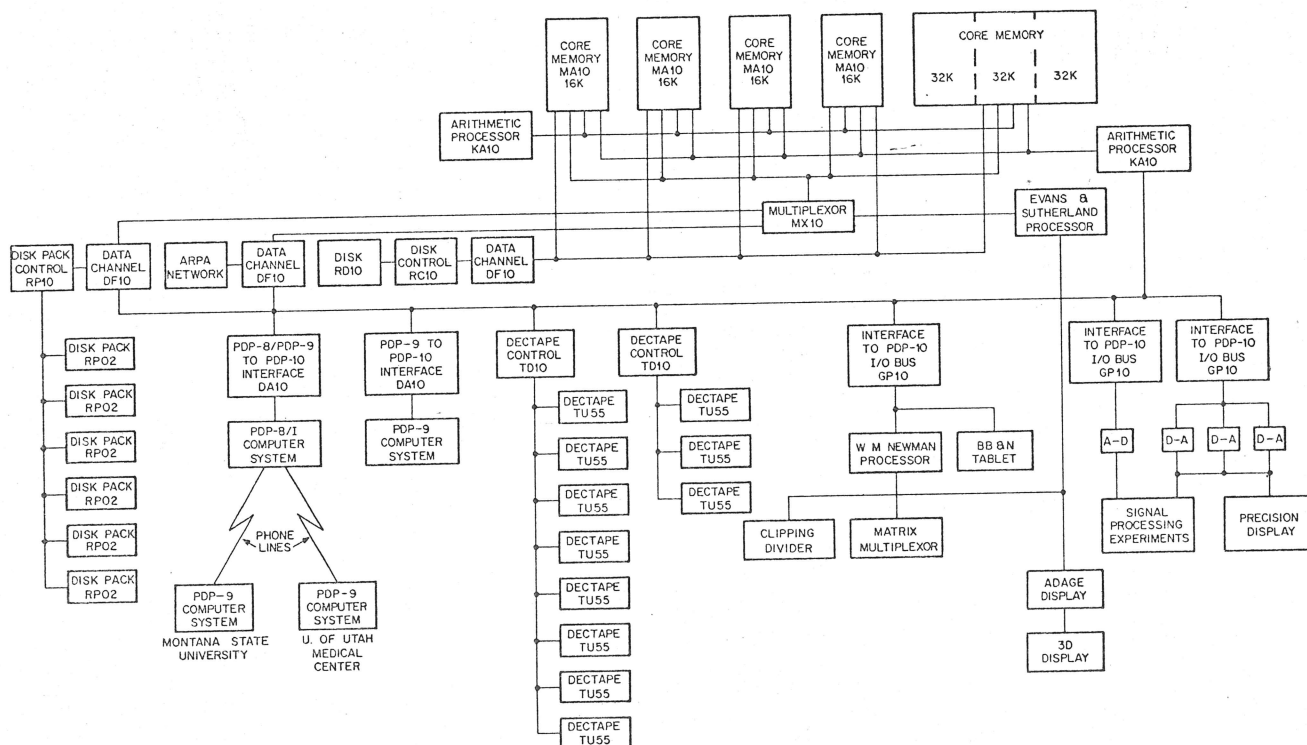 CORE
MEMORY
MA10
16K
CORE
MEMORY
MA10
16K
CORE
MEMORY
MA10
16K
CORE
MEMORY
MA10
16K
CORE MEMORY
32K
32K
32K
ARITHMETIC
PROCESSOR
KA10
ARITHMETIC
PROCESSOR
KA10
MULTIPLEXOR
MX10
EVANS &
SUTHERLAND
PROCESSOR
DISK PACK
CONTROL
RP10
DATA
CHANNEL
DF10
ARPA
NETWORK
DATA
CHANNEL
DF10
DISK
RD10
DISK
CONTROL
RC10
DATA
CHANNEL
DF10
DISK PACK
RP02
DISK PACK
RP02
DISK PACK
RP02
DISK PACK
RP02
DISK PACK
RP02
DISK PACK
RP02
PDP-8/PDP-9
TO PDP-10
INTERFACE
DA10
PDP-8/I
COMPUTER
SYSTEM
PHONE
LINES
PDP-9
COMPUTER
SYSTEM
MONTANA STATE
UNIVERSITY
PDP-9
COMPUTER
SYSTEM
U. OF UTAH
MEDICAL
CENTER
PDP-9 TO
PDP-10
INTERFACE
DA10
PDP-9
COMPUTER
SYSTEM
DECTAPE
CONTROL
TD10
DECTAPE
TU55
DECTAPE
TU55
DECTAPE
TU55
DECTAPE
TU55
DECTAPE
TU55
DECTAPE
TU55
DECTAPE
TU55
DECTAPE
TU55
DECTAPE
CONTROL
TD10
DECTAPE
TU55
DECTAPE
TU55
DECTAPE
TU55
INTERFACE
TO PDP-10
I/O BUS
GP10
W M NEWMAN
PROCESSOR
BB&N
TABLET
CLIPPING
DIVIDER
MATRIX
MULTIPLEXOR
ADAGE
DISPLAY
3D
DISPLAY
INTERFACE
TO PDP-10
I/O BUS
GP10
INTERFACE
TO PDP-10
I/O BUS
GP10
A-D
D-A
D-A
D-A
SIGNAL
PROCESSING
EXPERIMENTS
PRECISION
DISPLAY